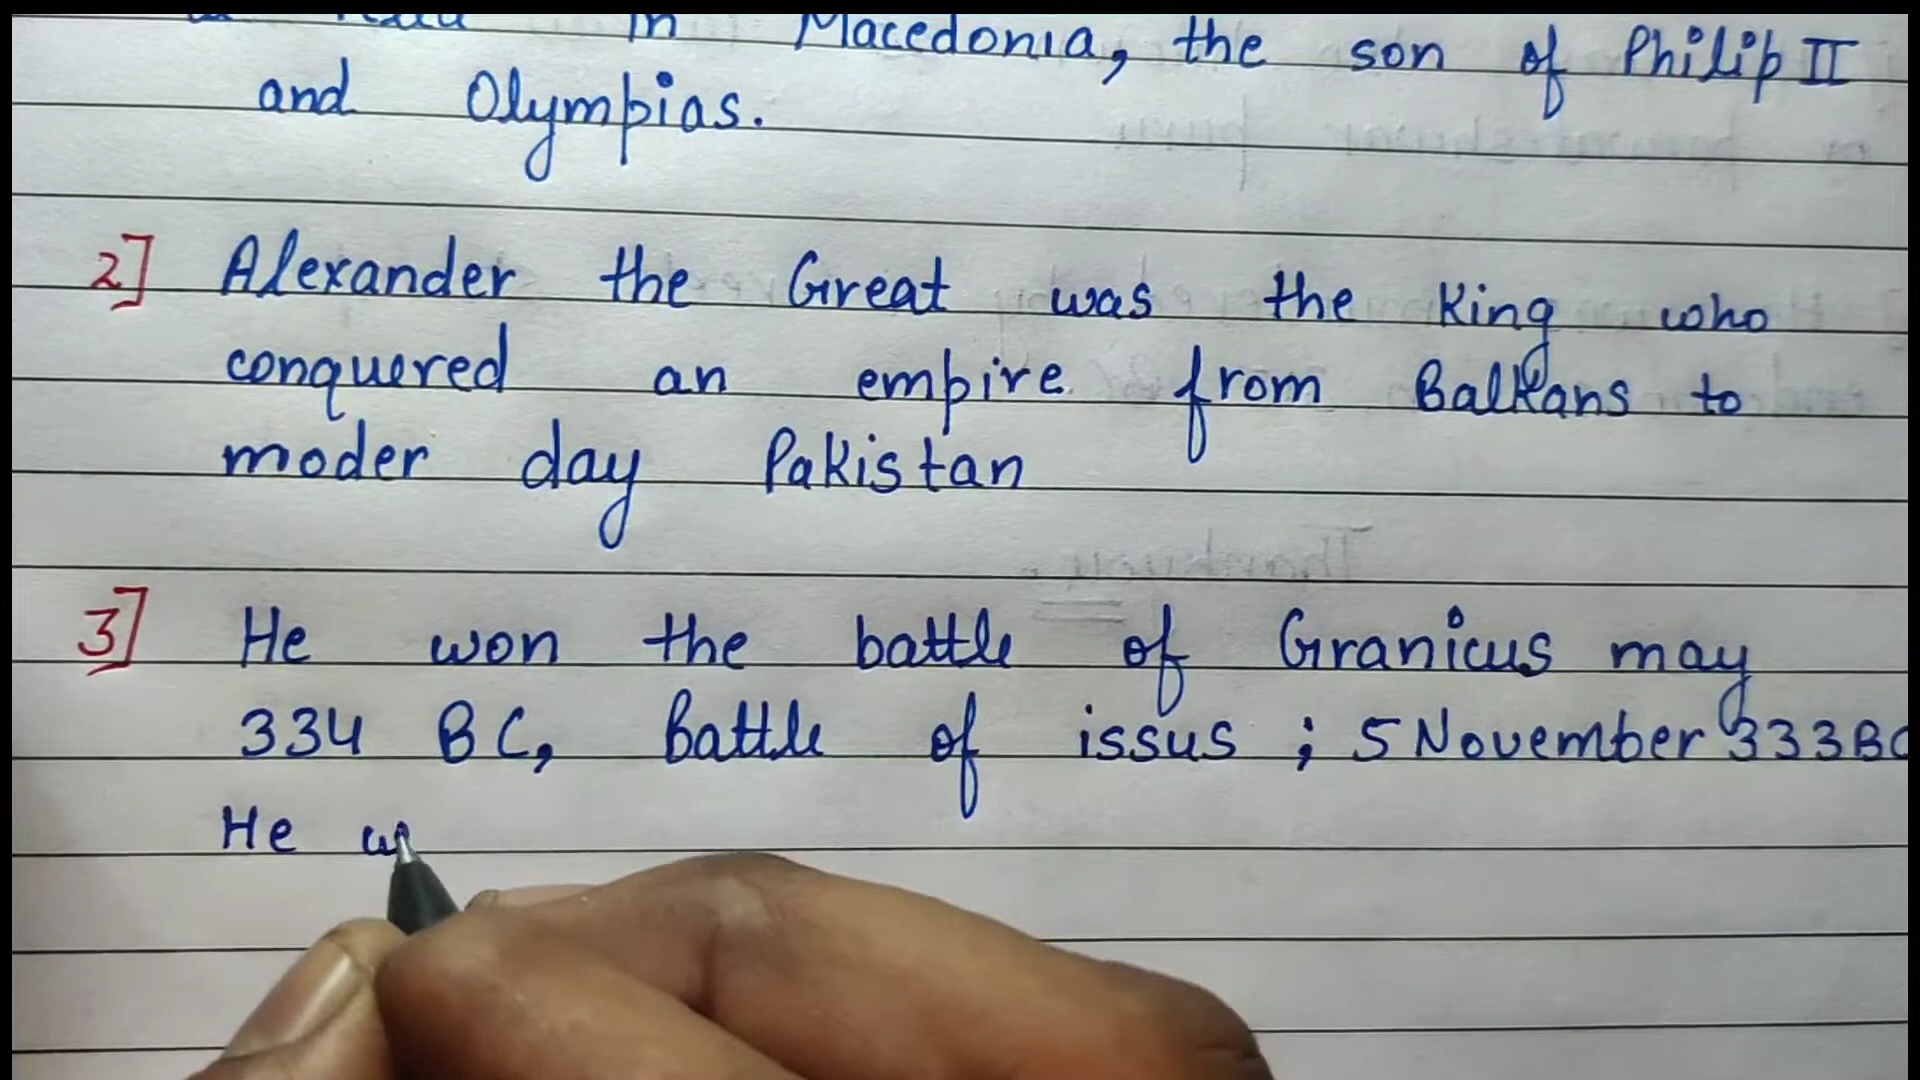 in Macedonia, the son of Philip II
and Olympias.
2] Alexander the Great was the King who
conquered an empire from Balkans to
moder day Pakistan
3] He won the battle of Granicus may
334 BC, Battle of issus ; 5 November 333BC
He